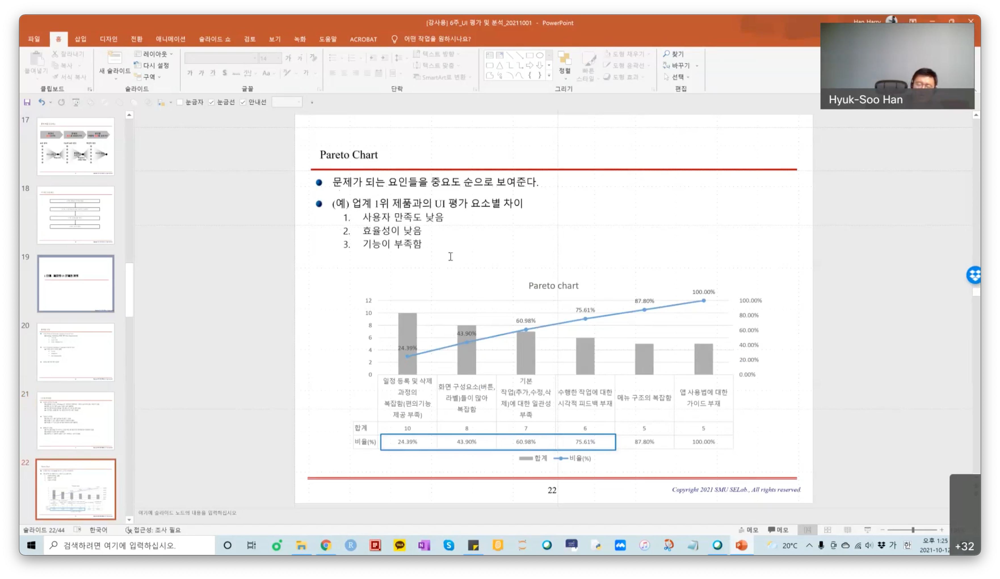 [강사용] 6주_UI 평가 및 분석_20211001 - PowerPoint
Han Harry
파일 홈 삽입 디자인 전환 애니메이션 슬라이드 쇼 검토 보기 녹화 도움말 ACROBAT 어떤 작업을 원하시나요?
붙여넣기
잘라내기
복사
서식 복사
클립보드
새 슬라이드
레이아웃
다시 설정
구역
슬라이드
14
글꼴
텍스트 방향
텍스트 맞춤
SmartArt로 변환
단락
정렬
빠른 스타일
도형 채우기
도형 윤곽선
도형 효과
그리기
찾기
바꾸기
선택
편집
Hyuk-Soo Han
눈금자 눈금선 안내선
17
18
19
20
21
22
Pareto Chart
문제가 되는 요인들을 중요도 순으로 보여준다.
(예) 업계 1위 제품과의 UI 평가 요소별 차이
1. 사용자 만족도 낮음
2. 효율성이 낮음
3. 기능이 부족함
Pareto chart
12
10
8
6
4
2
0
24.39%
43.90%
60.98%
75.61%
87.80%
100.00%
100.00%
80.00%
60.00%
40.00%
20.00%
0.00%
일정 등록 및 삭제
과정의
복잡함(편의기능
제공 부족)
화면 구성요소(버튼,
라벨)들이 많아
복잡함
기본
작업(추가,수정,삭
제)에 대한 일관성
부족
수행한 작업에 대한
시각적 피드백 부재
메뉴 구조의 복잡함
앱 사용법에 대한
가이드 부재
합계 10 8 7 6 5 5
비율(%) 24.39% 43.90% 60.98% 75.61% 87.80% 100.00%
합계 비율(%)
22
Copyright 2021 SMU SELab., All rights reserved.
여기에 슬라이드 노트의 내용을 입력하십시오
슬라이드 22/44 한국어 접근성: 조사 필요 메모 메모
검색하려면 여기에 입력하십시오.
20°C 가 한
오후 1:25
2021-10-12
+32